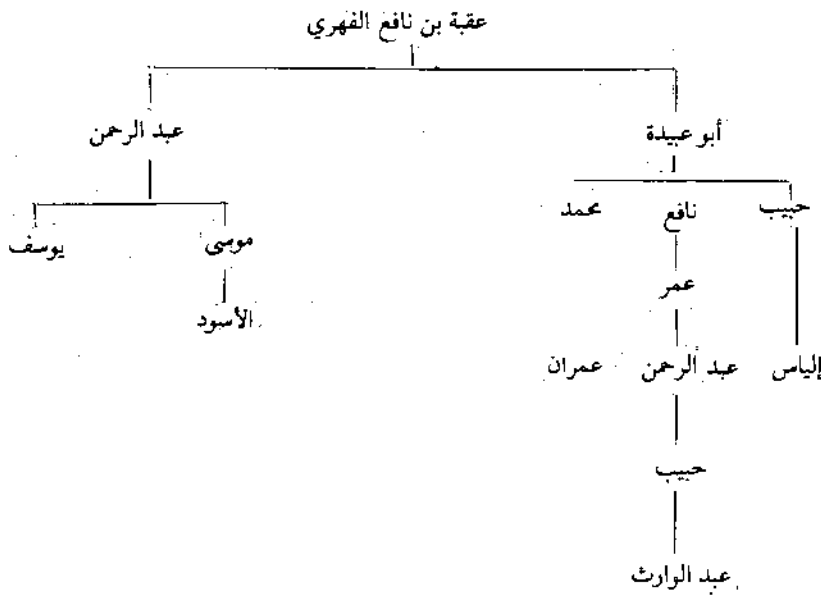 عقبة بن نافع الفهري
أبو عبيدة
عبد الرحمن
حبيب
نافع
محمد
موسى
يوسف
عمر
الأسود
إلياس
عبد الرحمن
عمران
حبيب
عبد الوارث